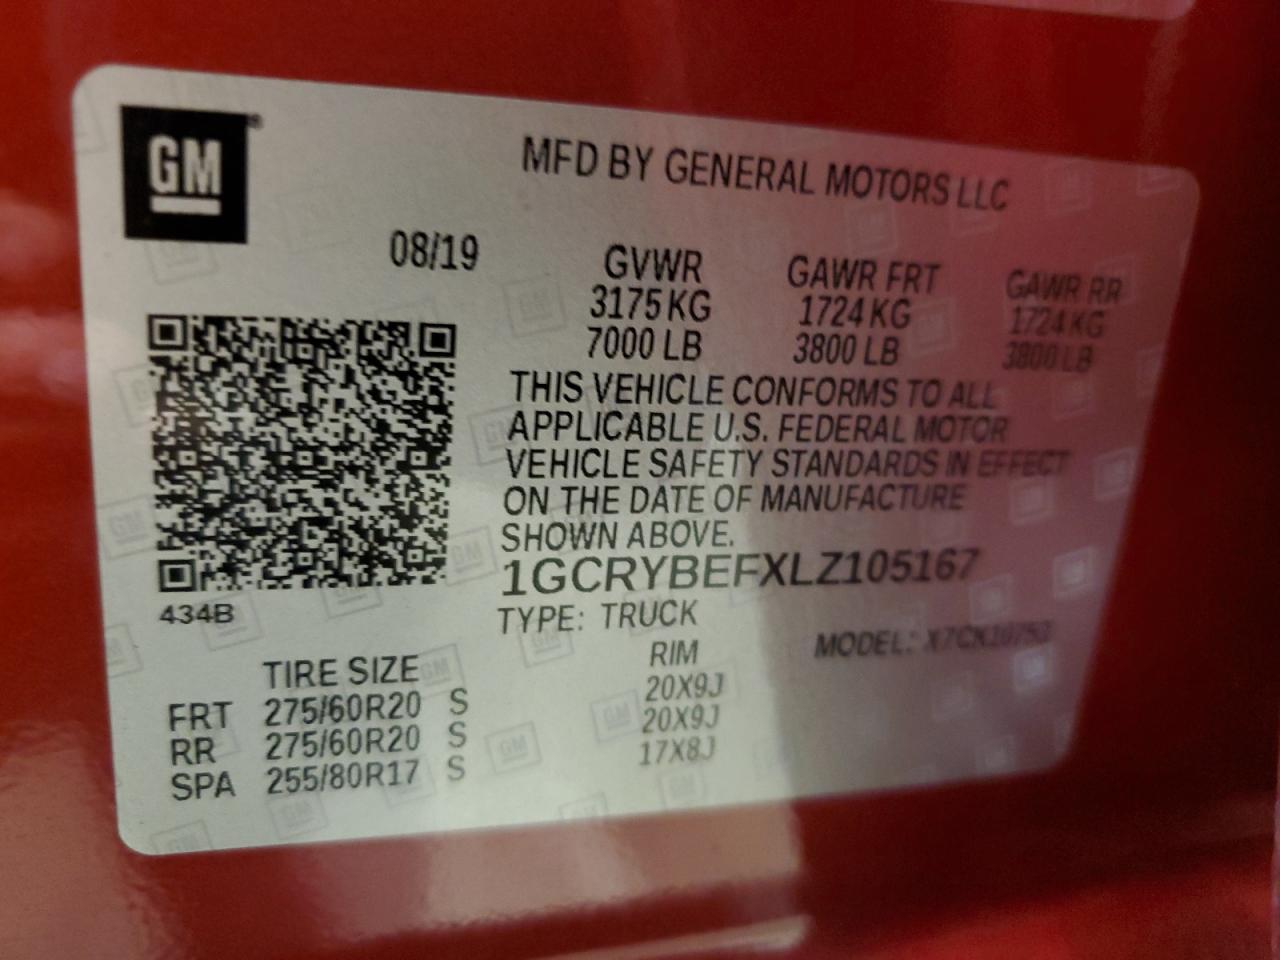 GM
MFD BY GENERAL MOTORS LLC
08/19 GVWR GAWR FRT GAWR RR
3175 KG 1724 KG 1724 KG
7000 LB 3800 LB 3800 LB
THIS VEHICLE CONFORMS TO ALL
APPLICABLE U.S. FEDERAL MOTOR
VEHICLE SAFETY STANDARDS IN EFFECT
ON THE DATE OF MANUFACTURE
SHOWN ABOVE.
1GCRYBEFXLZ105167
434B
TYPE: TRUCK MODEL:
TIRE SIZE RIM
FRT 275/60R20 S 20X9J
RR 275/60R20 S 20X9J
SPA 255/80R17 S 17X8J